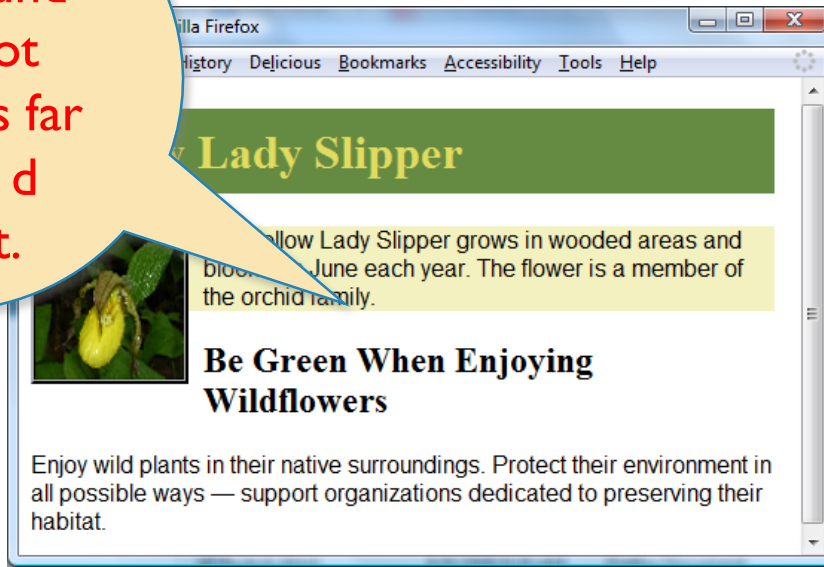 ot
s far
d
t.
illa Firefox
History Delicious Bookmarks Accessibility Tools Help
Lady Slipper
ellow Lady Slipper grows in wooded areas and
June each year. The flower is a member of
the orchid family.
Be Green When Enjoying
Wildflowers
Enjoy wild plants in their native surroundings. Protect their environment in
all possible ways — support organizations dedicated to preserving their
habitat.